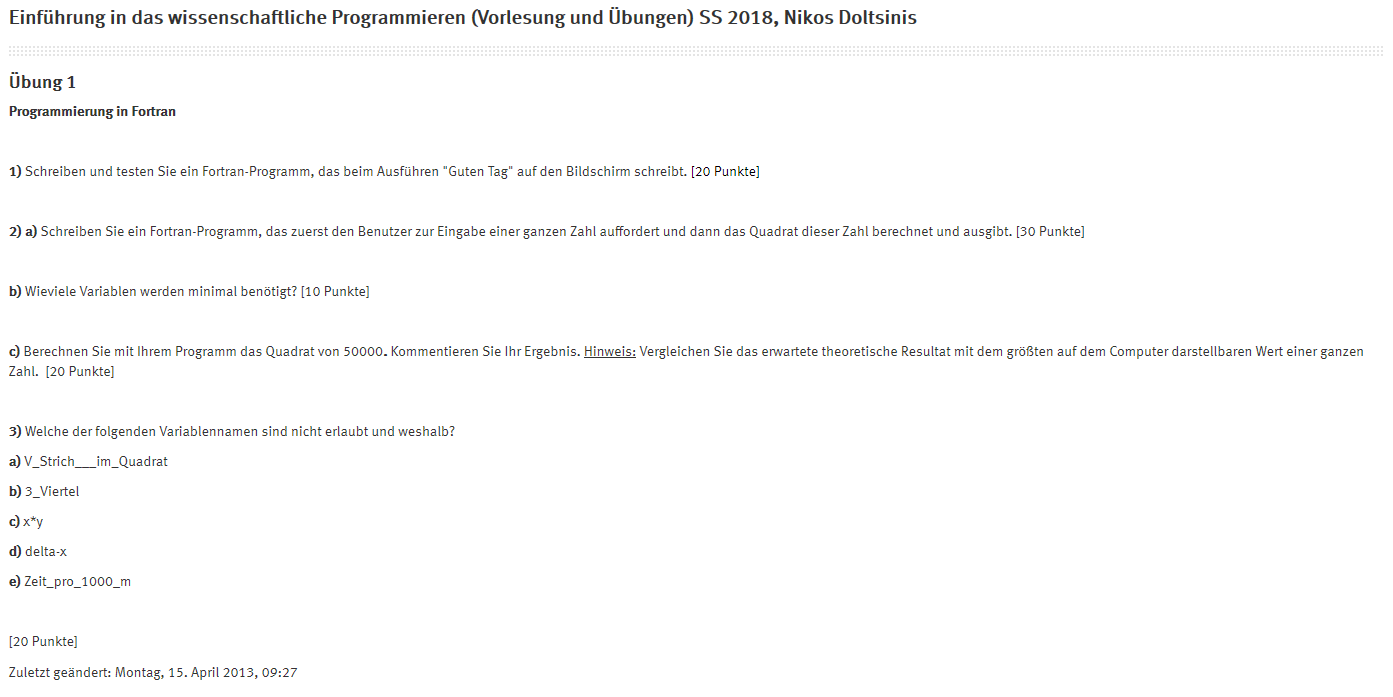 Einführung in das wissenschaftliche Programmieren (Vorlesung und Übungen) SS 2018, Nikos Doltsinis
Übung 1
Programmierung in Fortran
1) Schreiben und testen Sie ein Fortran-Programm, das beim Ausführen "Guten Tag" auf den Bildschirm schreibt. [20 Punkte]
2) a) Schreiben Sie ein Fortran-Programm, das zuerst den Benutzer zur Eingabe einer ganzen Zahl auffordert und dann das Quadrat dieser Zahl berechnet und ausgibt. [30 Punkte]
b) Wieviele Variablen werden minimal benötigt? [10 Punkte]
c) Berechnen Sie mit Ihrem Programm das Quadrat von 50000. Kommentieren Sie Ihr Ergebnis. Hinweis: Vergleichen Sie das erwartete theoretische Resultat mit dem größten auf dem Computer darstellbaren Wert einer ganzen
Zahl. [20 Punkte]
3) Welche der folgenden Variablennamen sind nicht erlaubt und weshalb?
a) V_Strich___im_Quadrat
b) 3_Viertel
c) x*y
d) delta-x
e) Zeit_pro_1000_m
[20 Punkte]
Zuletzt geändert: Montag, 15. April 2013, 09:27